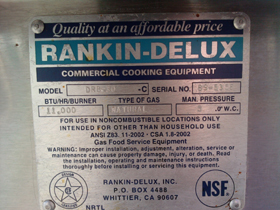 Quality at an affordable price
RANKIN-DELUX
COMMERCIAL COOKING EQUIPMENT
MODEL -C SERIAL NO.
BTU/HR/BURNER TYPE OF GAS MAN. PRESSURE
NATURAL " W.C.
FOR USE IN NONCOMBUSTIBLE LOCATIONS ONLY
INTENDED FOR OTHER THAN HOUSEHOLD USE
ANSI Z83.11-2002 • CSA 1.8-2002
Gas Food Service Equipment
WARNING: Improper installation, adjustment, alteration, service or
maintenance can cause property damage, injury, or death. Read
the installation, operating and maintenance instructions
thoroughly before installing or servicing this equipment.
RANKIN-DELUX, INC.
P.O. BOX 4488
WHITTIER, CA 90607
NSF
NRTL